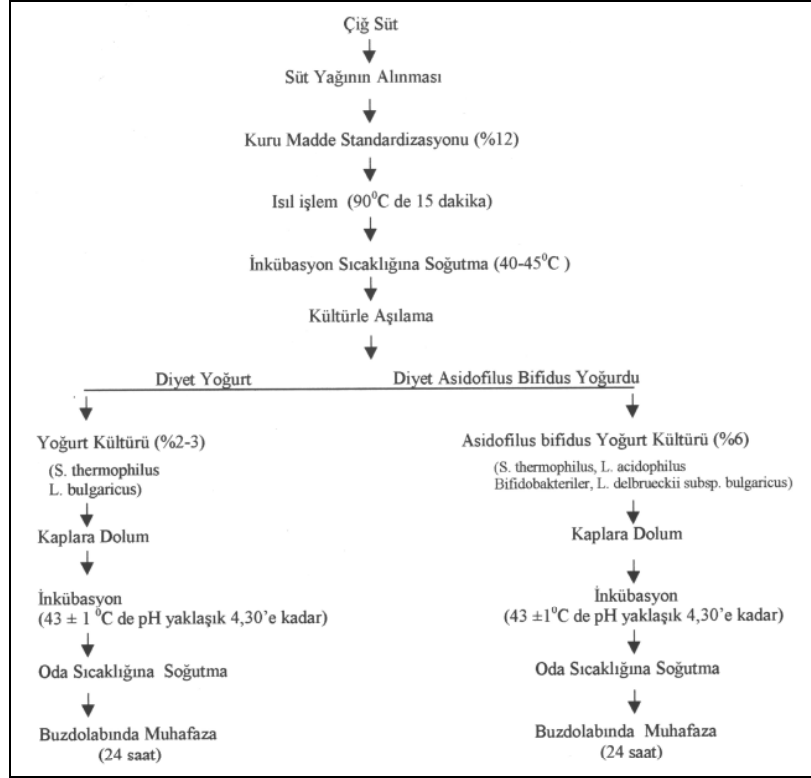 Çiğ Süt
Süt Yağının Alınması
Kuru Madde Standardizasyonu (%12)
Isıl işlem (90⁰C de 15 dakika)
İnkübasyon Sıcaklığına Soğutma (40-45⁰C )
Kültürle Aşılama
Diyet Yoğurt
Diyet Asidofilus Bifidus Yoğurdu
Yoğurt Kültürü (%2-3)
(S. thermophilus
L. bulgaricus)
Kaplara Dolum
İnkübasyon
(43 ± 1 ⁰C de pH yaklaşık 4,30'e kadar)
Oda Sıcaklığına Soğutma
Buzdolabında Muhafaza
(24 saat)
Asidofilus bifidus Yoğurt Kültürü (%6)
(S. thermophilus, L. acidophilus
Bifidobakteriler, L. delbrueckii subsp. bulgaricus)
Kaplara Dolum
İnkübasyon
(43 ±1⁰C de pH yaklaşık 4,30'e kadar)
Oda Sıcaklığına Soğutma
Buzdolabında Muhafaza
(24 saat)